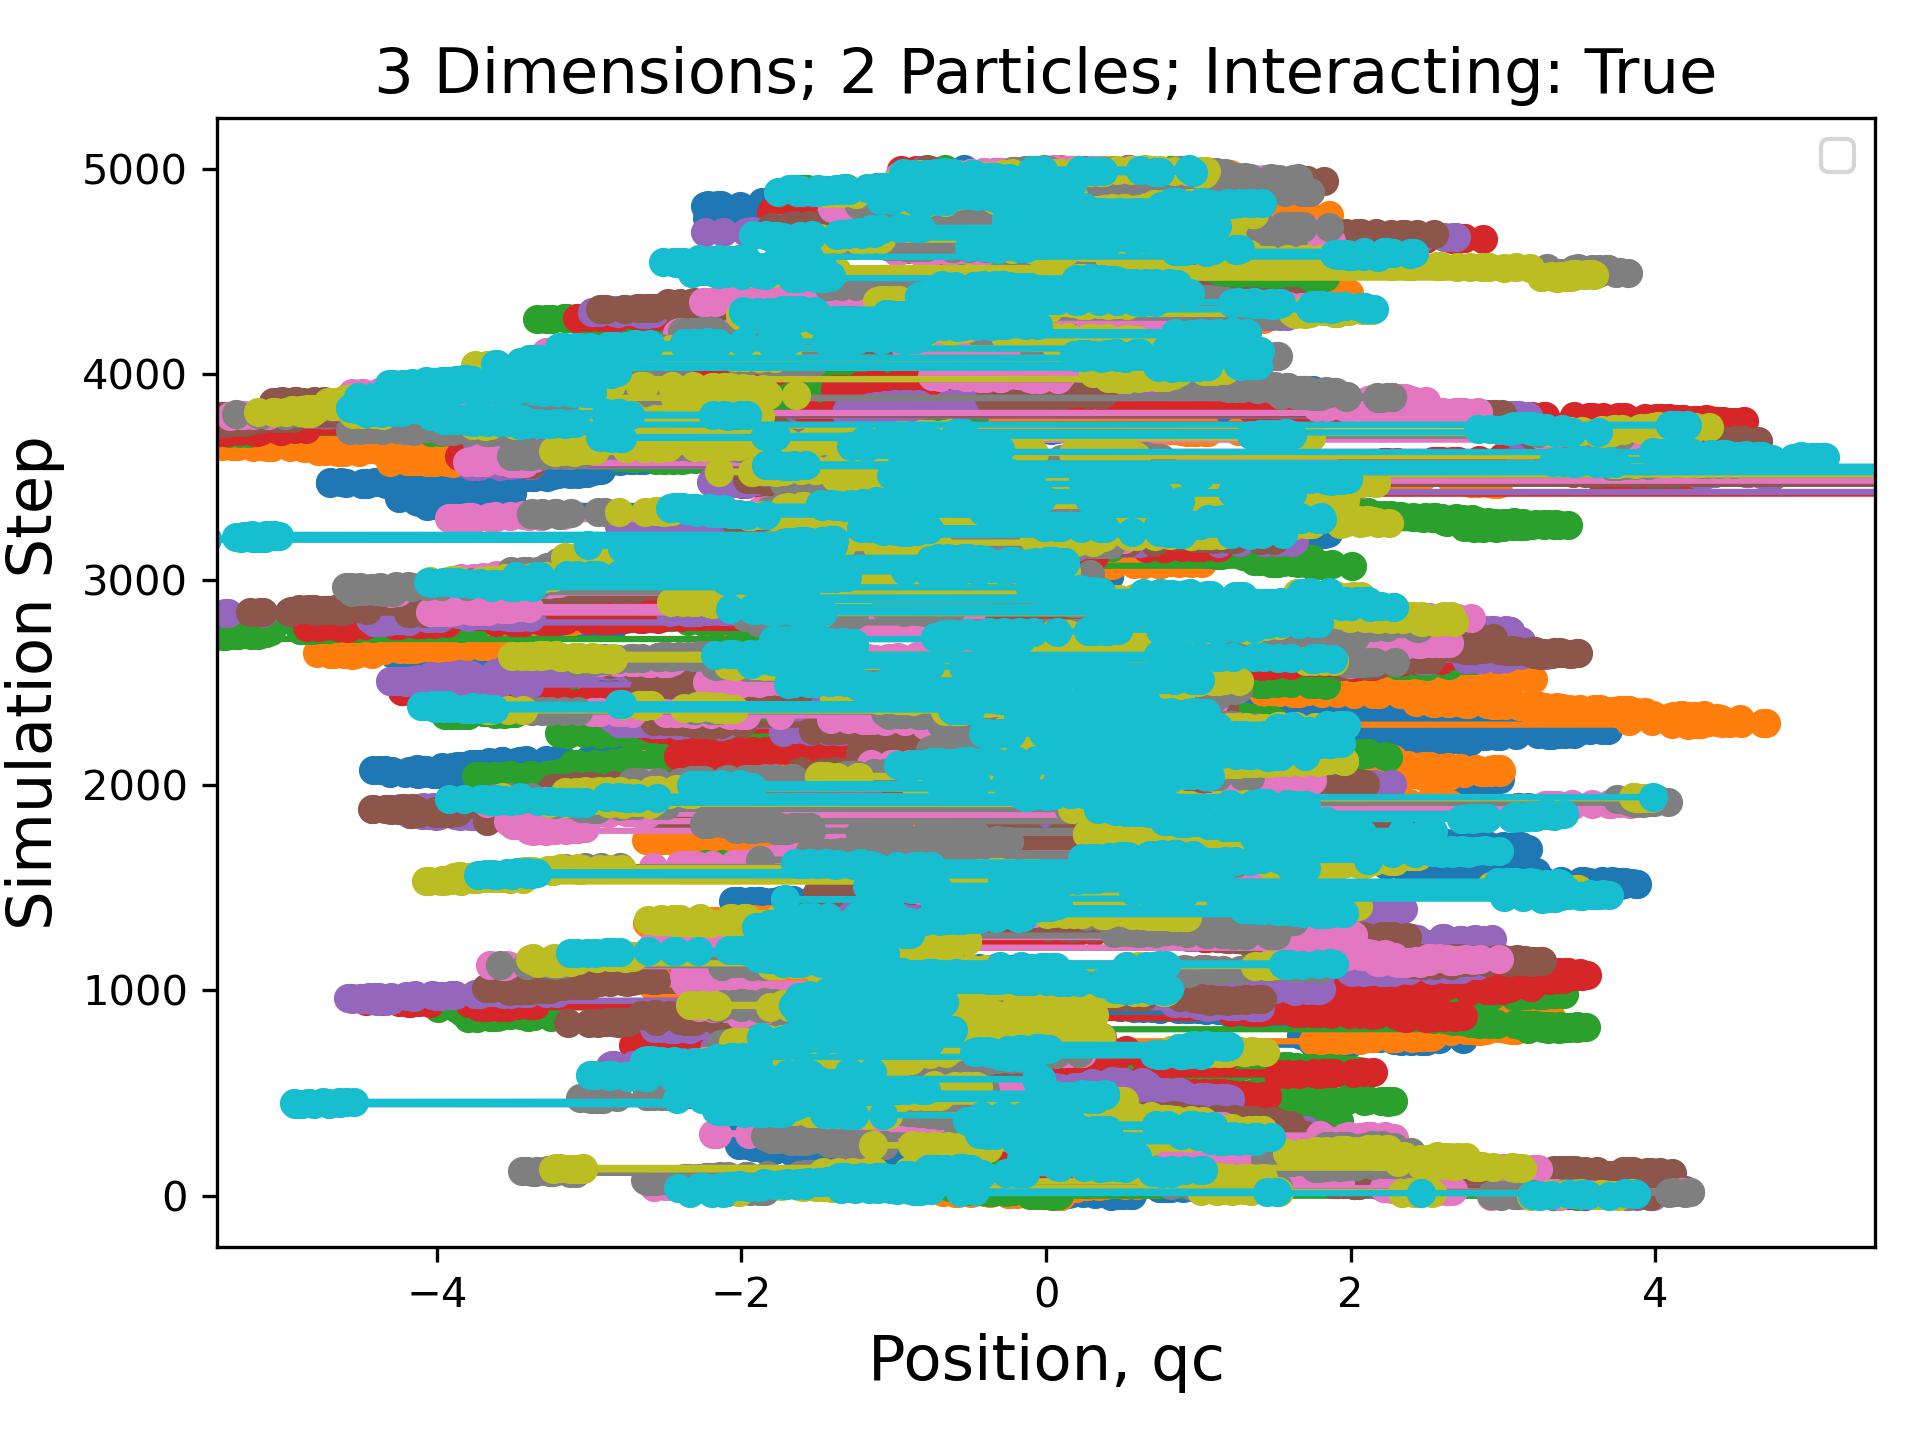 3 Dimensions; 2 Particles; Interacting: True
Simulation Step
5000
4000
3000
2000
1000
0
−4 −2 0 2 4
Position, qc